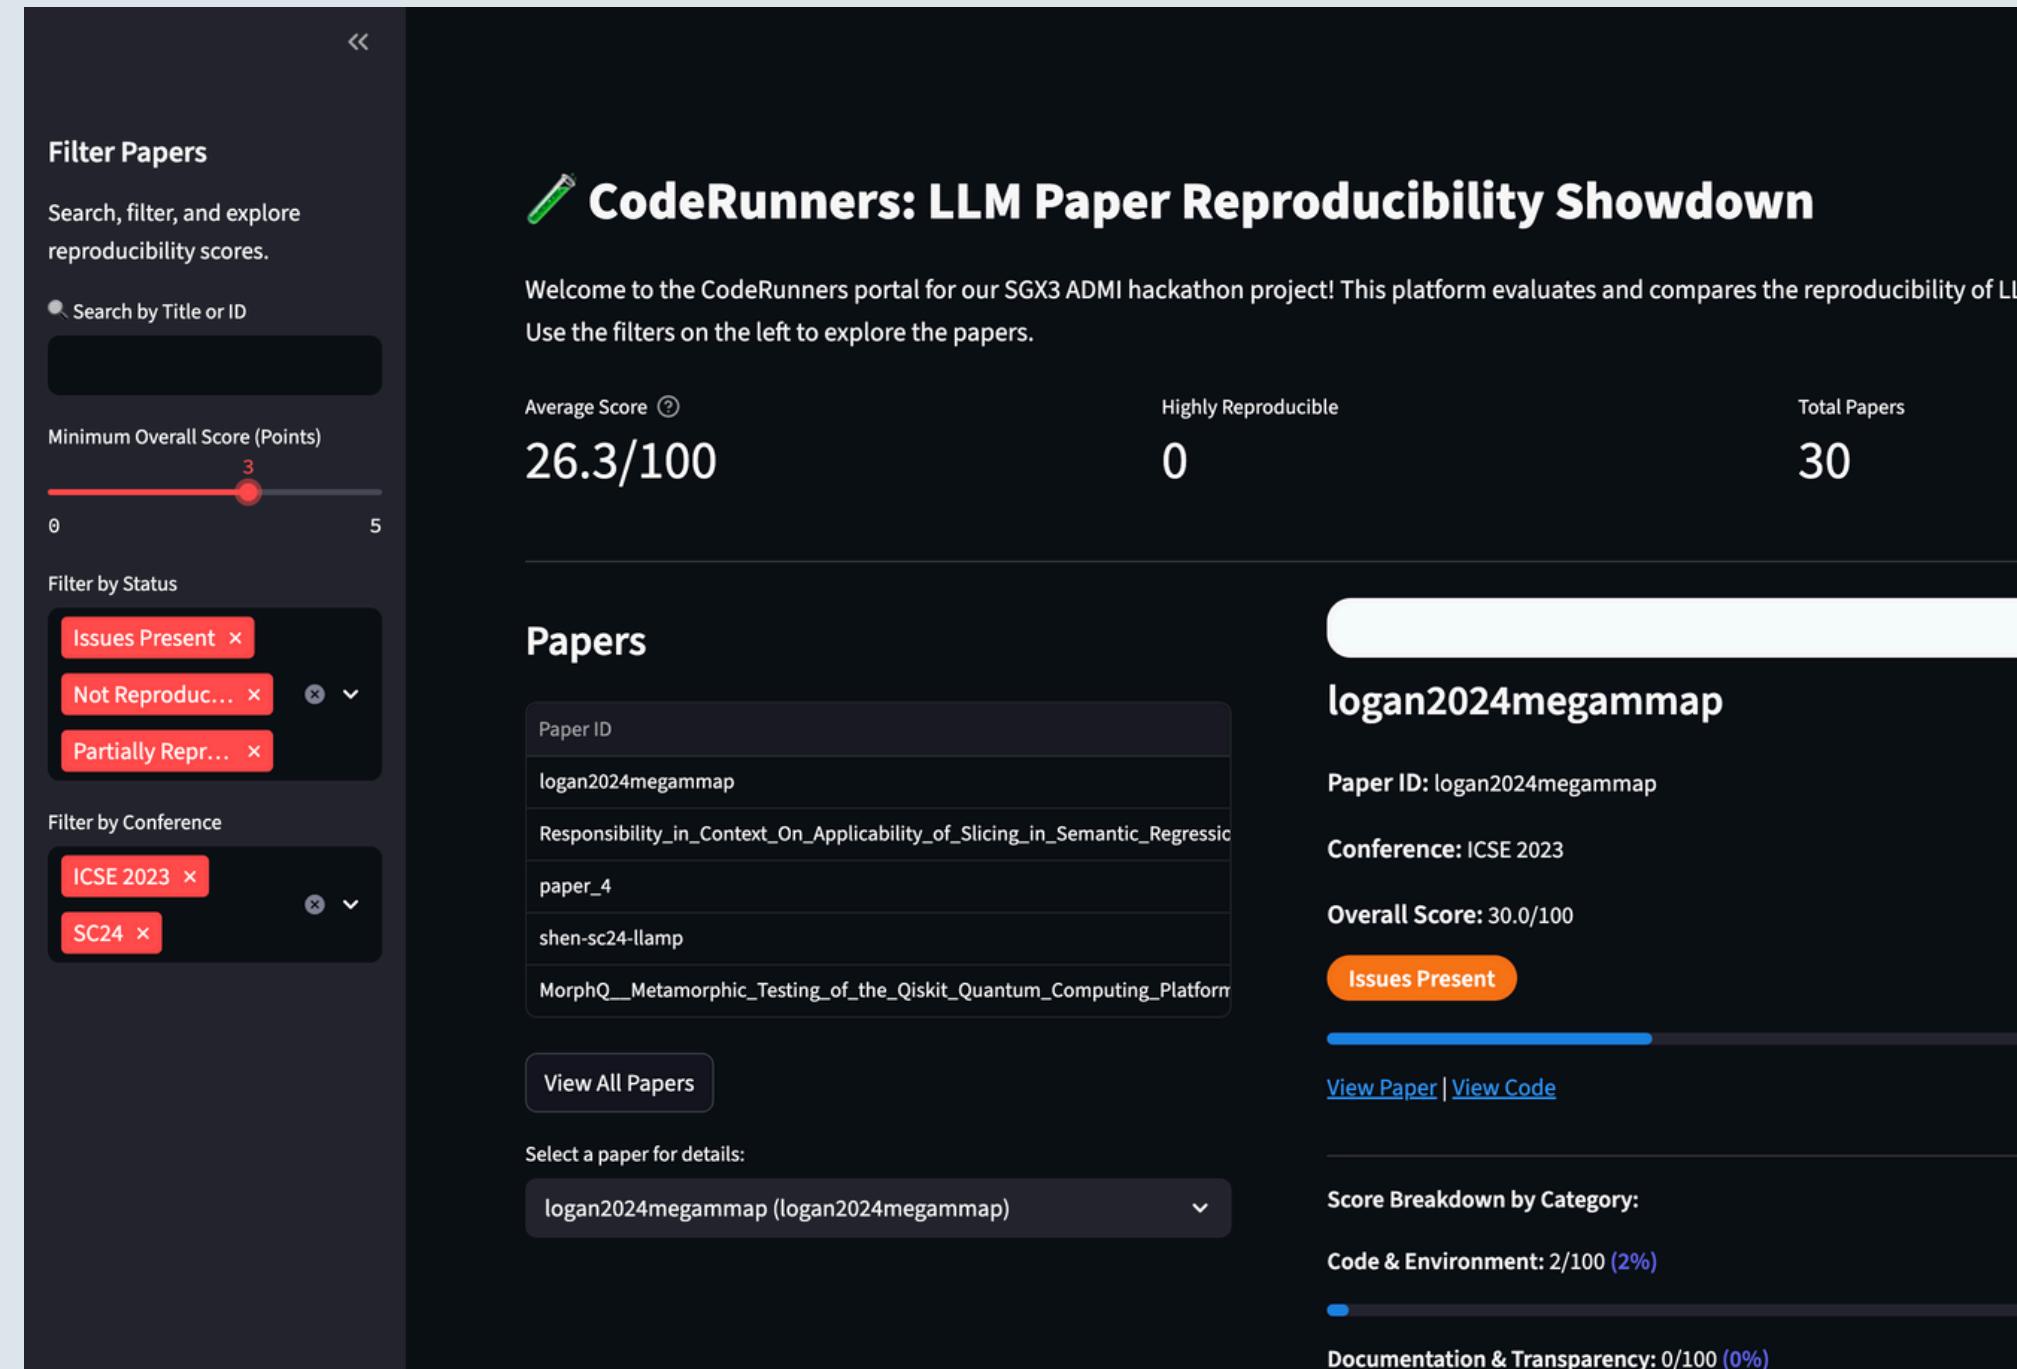 Filter Papers
Search, filter, and explore
reproducibility scores.
Search by Title or ID
Minimum Overall Score (Points)
3
0
5
Filter by Status
Issues Present ×
Not Reproduc... ×
Partially Repr... ×
Filter by Conference
ICSE 2023 ×
SC24 ×
CodeRunners: LLM Paper Reproducibility Showdown
Welcome to the CodeRunners portal for our SGX3 ADMI hackathon project! This platform evaluates and compares the reproducibility of LL
Use the filters on the left to explore the papers.
Average Score
26.3/100
Highly Reproducible
0
Total Papers
30
Papers
Paper ID
logan2024megammap
Responsibility_in_Context_On_Applicability_of_Slicing_in_Semantic_Regressio
paper_4
shen-sc24-llamp
MorphQ__Metamorphic_Testing_of_the_Qiskit_Quantum_Computing_Platform
View All Papers
Select a paper for details:
logan2024megammap (logan2024megammap)
logan2024megammap
Paper ID: logan2024megammap
Conference: ICSE 2023
Overall Score: 30.0/100
Issues Present
View Paper | View Code
Score Breakdown by Category:
Code & Environment: 2/100 (2%)
Documentation & Transparency: 0/100 (0%)